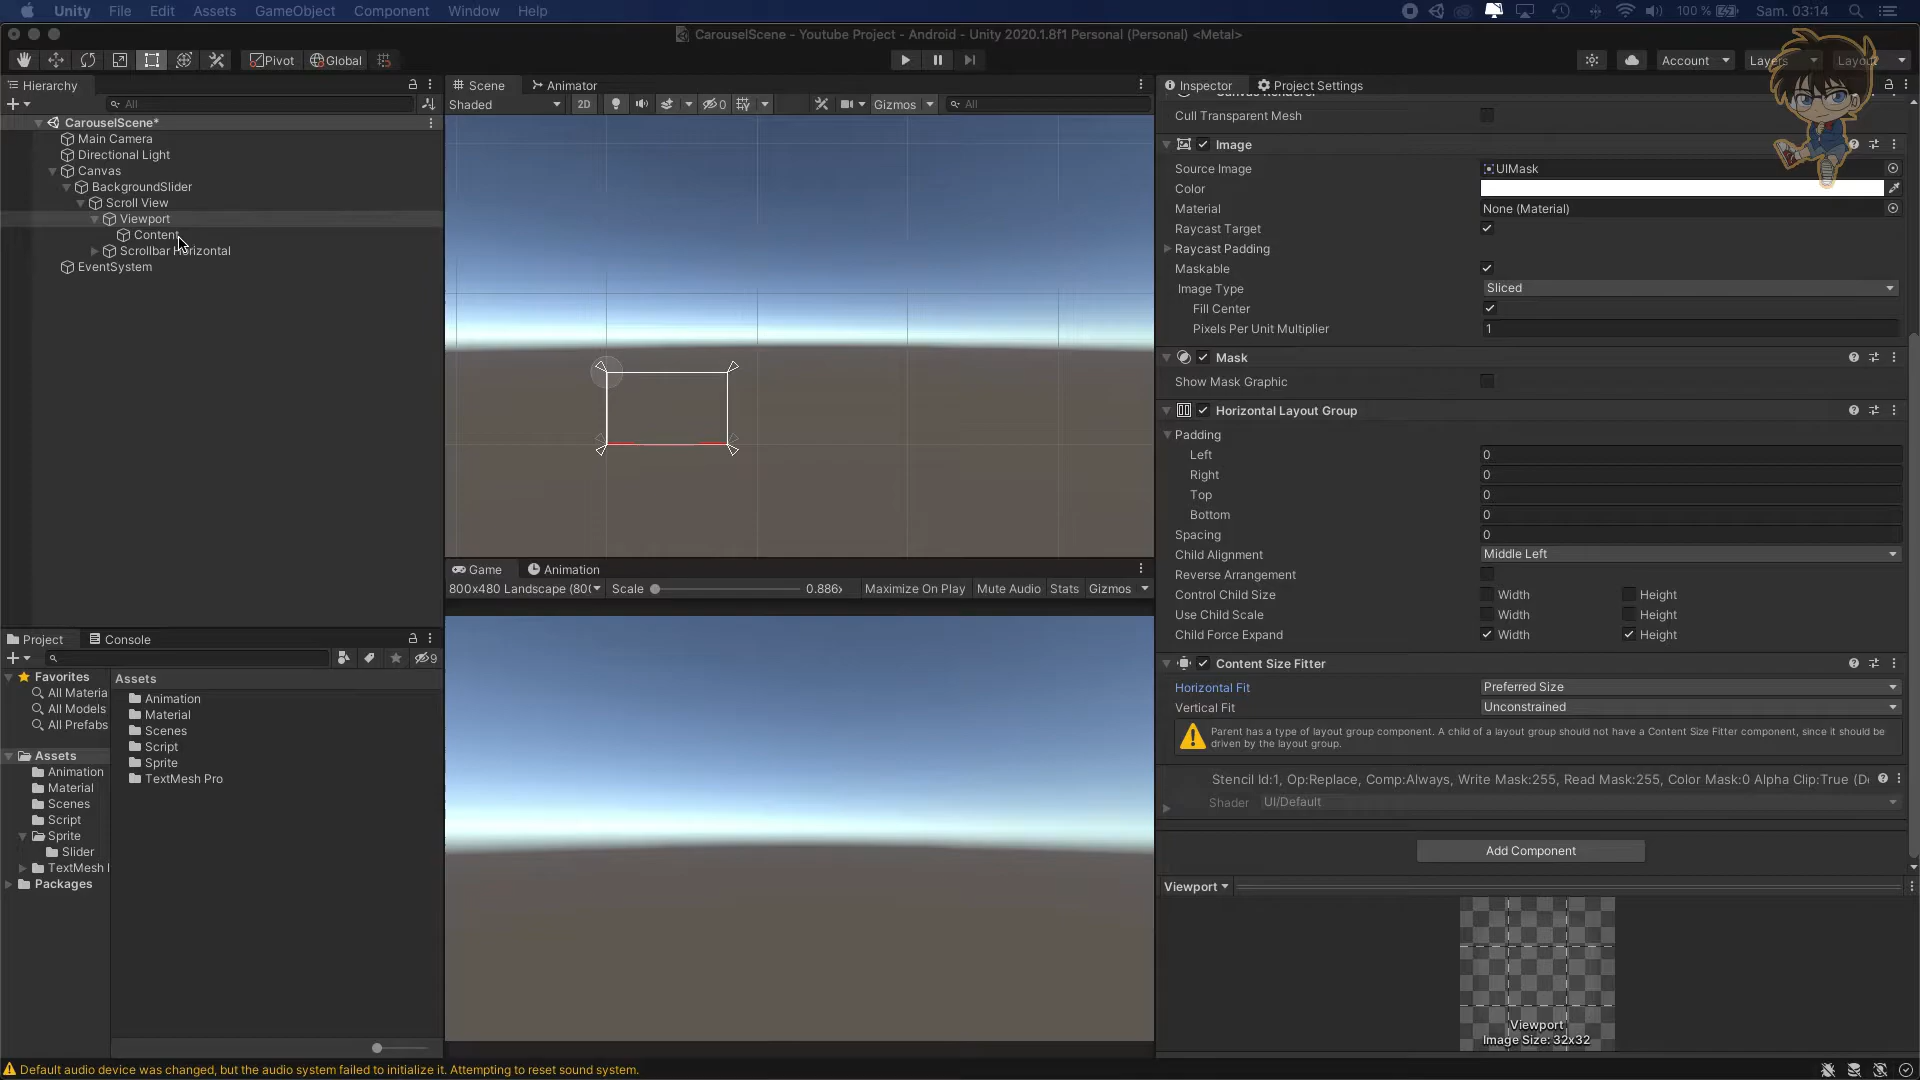 Unity File Edit Assets GameObject Component Window Help 100 % Sam. 03:14
CarouselScene - Youtube Project - Android - Unity 2020.1.8f1 Personal (Personal) <Metal>
Pivot Global Account Layers
Hierarchy
All
CarouselScene*
Main Camera
Directional Light
Canvas
BackgroundSlider
Scroll View
Viewport
Content
Scrollbar Horizontal
EventSystem
Scene Animator
Shaded 2D 0 Gizmos All
Game Animation
800x480 Landscape (80( Scale 0.886x Maximize On Play Mute Audio Stats Gizmos
Project Console
9
Favorites
All Materia
All Models
All Prefabs
Assets
Animation
Material
Scenes
Script
Sprite
Slider
TextMesh
Packages
Assets
Animation
Material
Scenes
Script
Sprite
TextMesh Pro
Inspector Project Settings
Cull Transparent Mesh
Image
Source Image UIMask
Color
Material None (Material)
Raycast Target
Raycast Padding
Maskable
Image Type Sliced
Fill Center
Pixels Per Unit Multiplier 1
Mask
Show Mask Graphic
Horizontal Layout Group
Padding
Left 0
Right 0
Top 0
Bottom 0
Spacing 0
Child Alignment Middle Left
Reverse Arrangement
Control Child Size Width Height
Use Child Scale Width Height
Child Force Expand Width Height
Content Size Fitter
Horizontal Fit Preferred Size
Vertical Fit Unconstrained
Parent has a type of layout group component. A child of a layout group should not have a Content Size Fitter component, since it should be
driven by the layout group.
Stencil Id:1, Op:Replace, Comp:Always, Write Mask:255, Read Mask:255, Color Mask:0 Alpha Clip:True (De
Shader UI/Default
Add Component
Viewport
Viewport
Image Size: 32x32
Default audio device was changed, but the audio system failed to initialize it. Attempting to reset sound system.